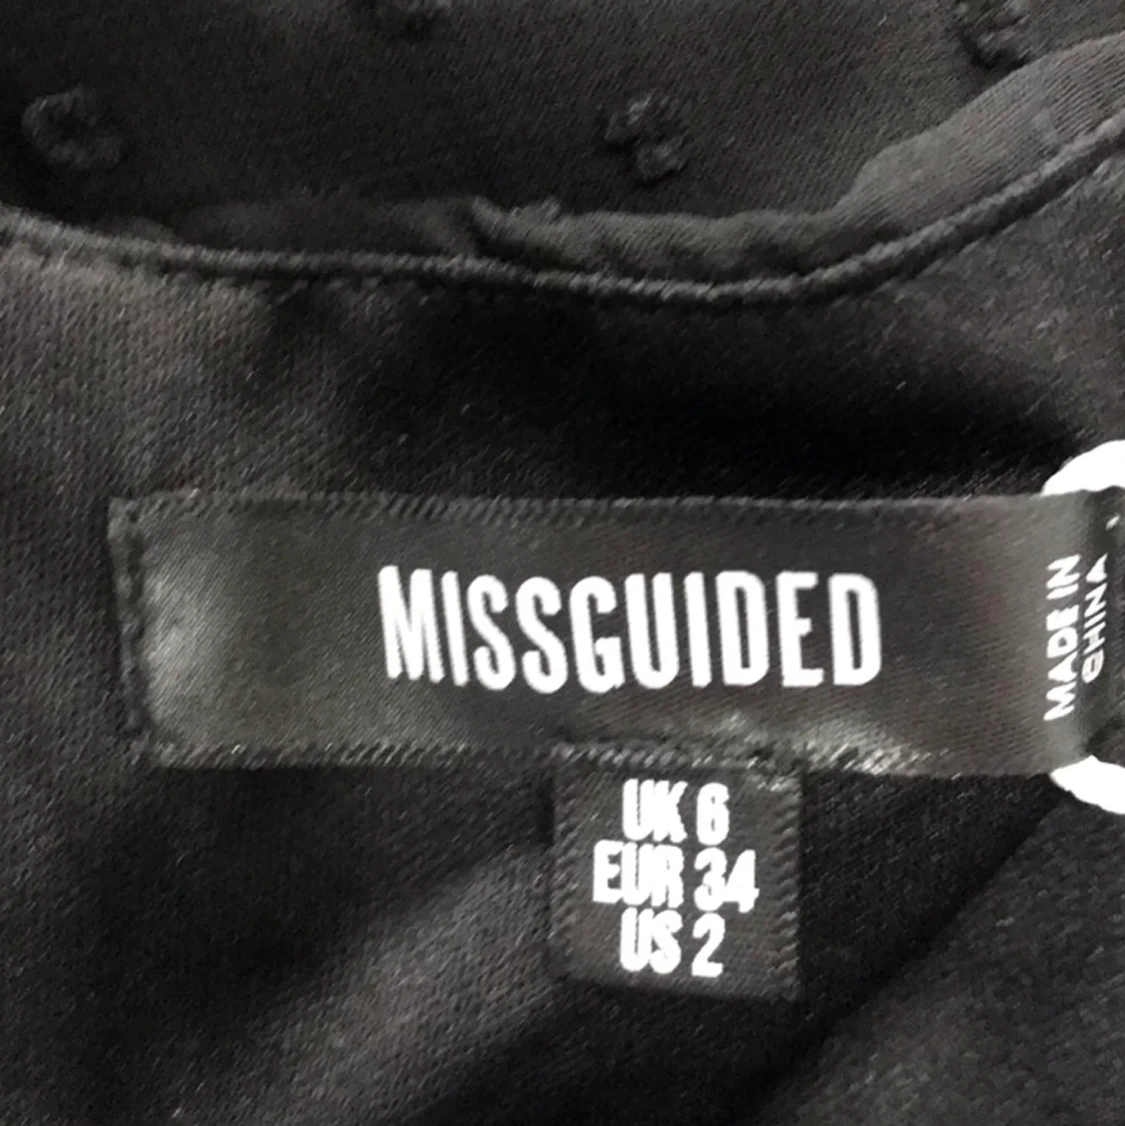 MISSGUIDED
MADE IN
CHINA
UK 6
EUR 34
US 2